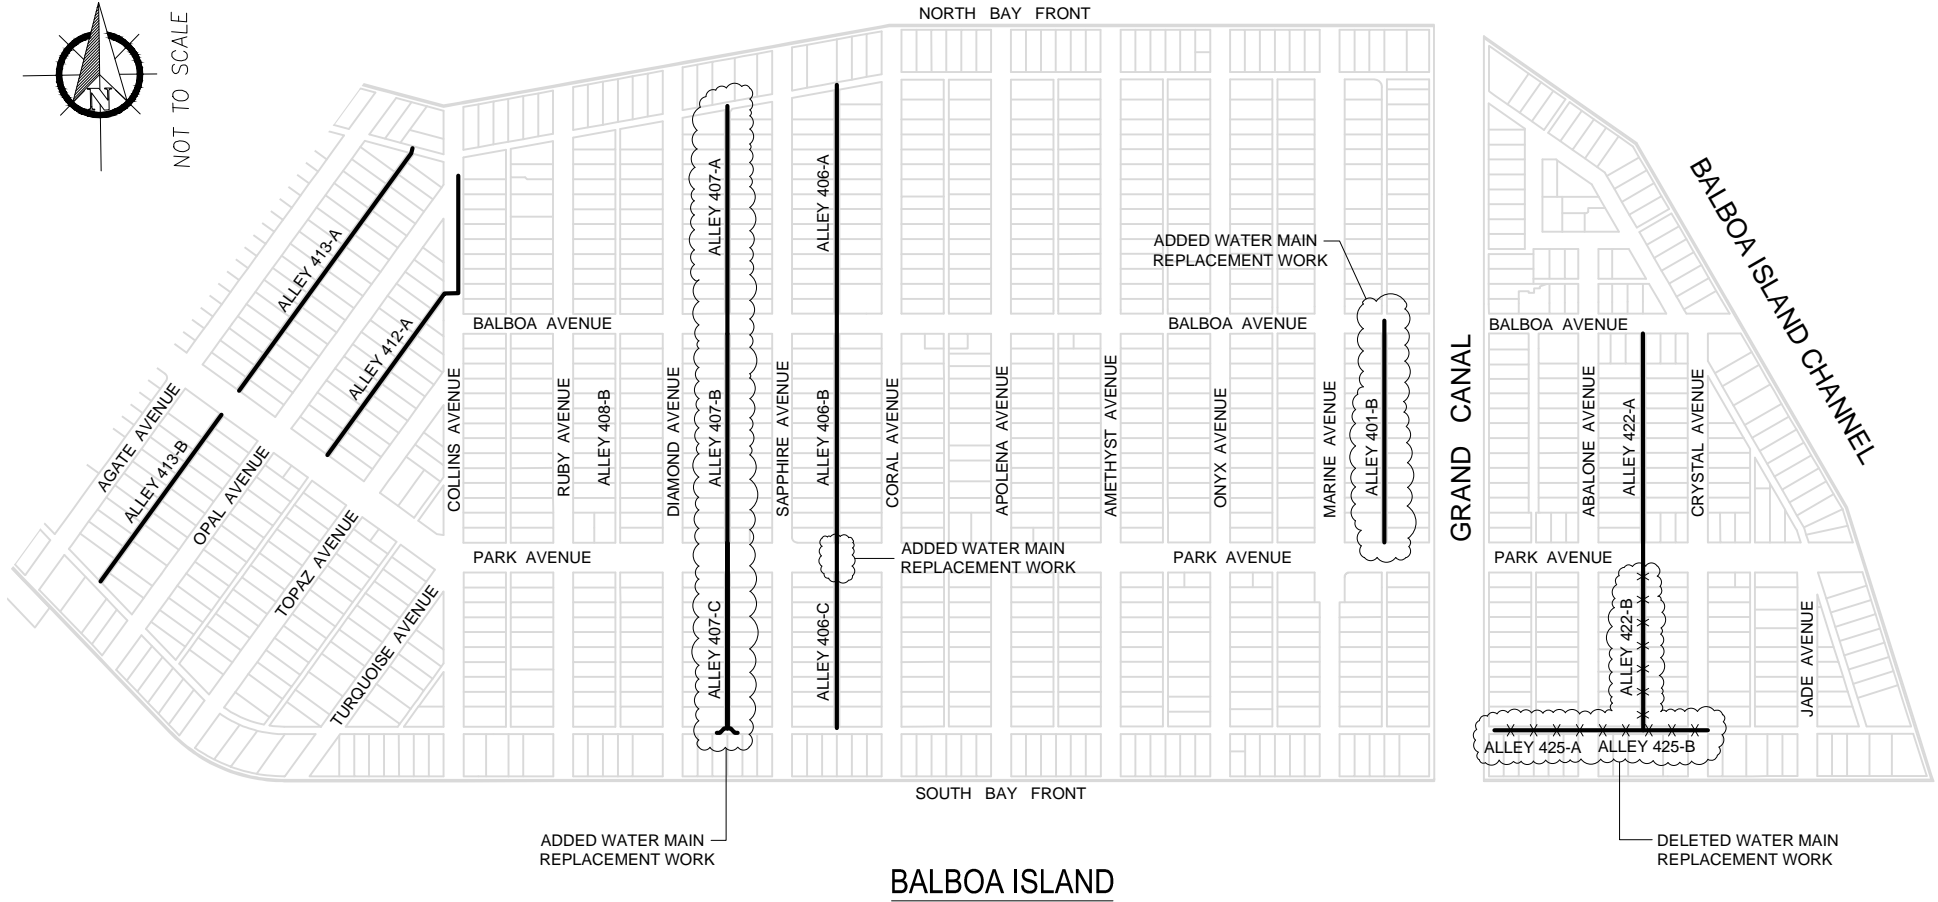 NORTH BAY FRONT
N
NOT TO SCALE
ALLEY 413-A
ALLEY 412-A
ALLEY 407-A
ALLEY 406-A
ADDED WATER MAIN
REPLACEMENT WORK
BALBOA ISLAND CHANNEL
BALBOA AVENUE
BALBOA AVENUE
BALBOA AVENUE
AGATE AVENUE
ALLEY 413-B
OPAL AVENUE
TOPAZ AVENUE
TURQUOISE AVENUE
COLLINS AVENUE
RUBY AVENUE
ALLEY 408-B
DIAMOND AVENUE
ALLEY 407-B
SAPPHIRE AVENUE
ALLEY 406-B
CORAL AVENUE
APOLENA AVENUE
AMETHYST AVENUE
ONYX AVENUE
MARINE AVENUE
ALLEY 401-B
GRAND CANAL
ABALONE AVENUE
ALLEY 422-A
CRYSTAL AVENUE
PARK AVENUE
ADDED WATER MAIN
REPLACEMENT WORK
PARK AVENUE
PARK AVENUE
ALLEY 407-C
ALLEY 406-C
ALLEY 422-B
JADE AVENUE
ALLEY 425-A
ALLEY 425-B
SOUTH BAY FRONT
ADDED WATER MAIN
REPLACEMENT WORK
DELETED WATER MAIN
REPLACEMENT WORK
BALBOA ISLAND